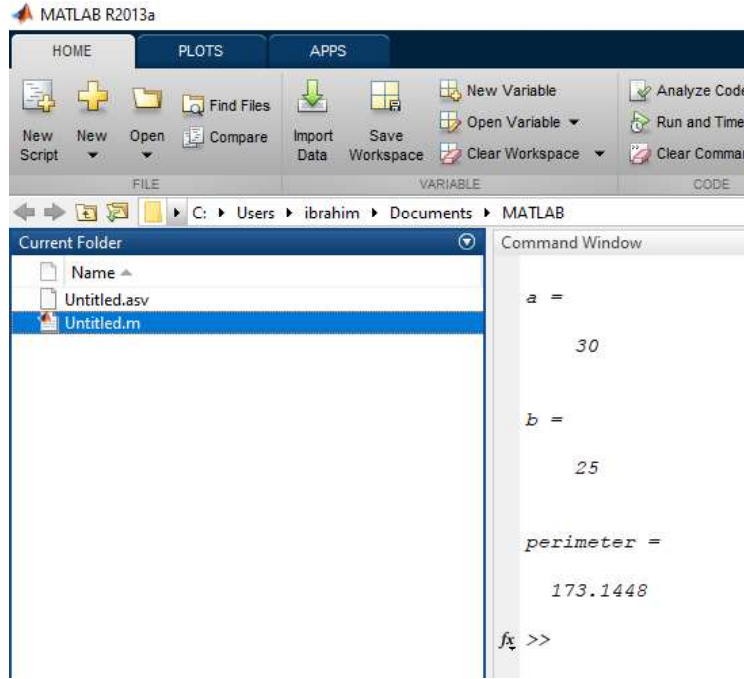 MATLAB R2013a
HOME PLOTS APPS
New Script
New
Open
Find Files
Compare
Import Data
Save Workspace
New Variable
Open Variable
Clear Workspace
Analyze Code
Run and Time
Clear Comman
FILE VARIABLE CODE
C: Users ibrahim Documents MATLAB
Current Folder
Name
Untitled.asv
Untitled.m
Command Window
a =
30
b =
25
perimeter =
173.1448
fx >>